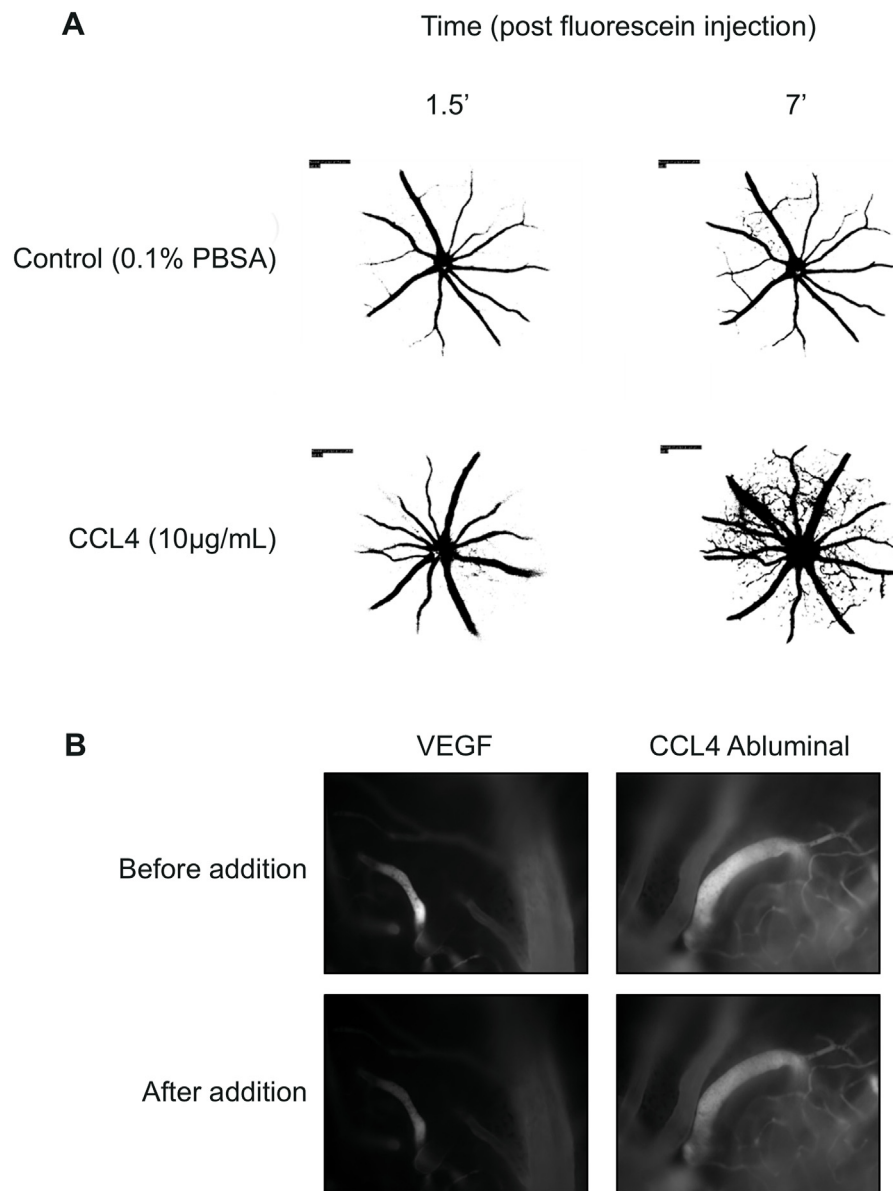 A
Time (post fluorescein injection)
1.5’
7’
Control (0.1% PBSA)
CCL4 (10μg/mL)
B
VEGF
CCL4 Abluminal
Before addition
After addition